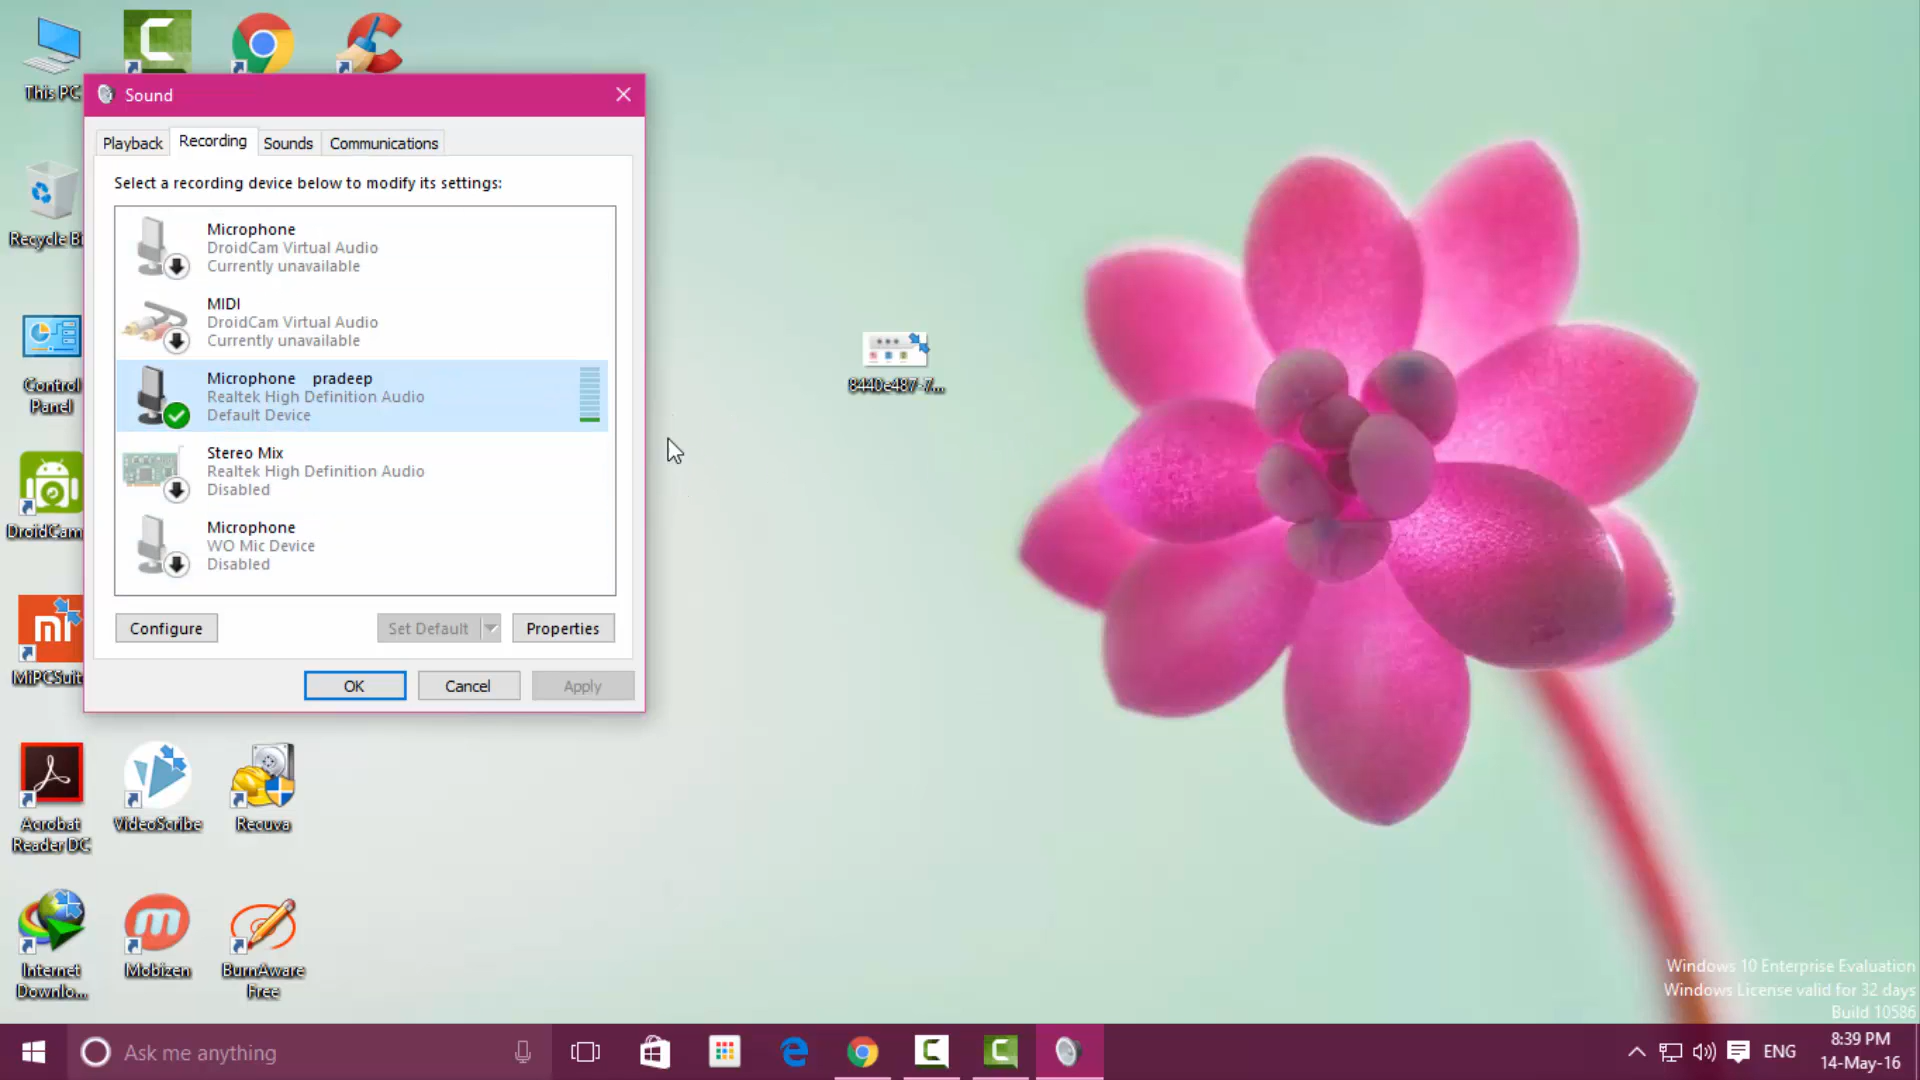 This PC
Sound
Playback
Recording
Sounds
Communications
Select a recording device below to modify its settings:
Microphone
DroidCam Virtual Audio
Currently unavailable
MIDI
DroidCam Virtual Audio
Currently unavailable
Microphone pradeep
Realtek High Definition Audio
Default Device
Stereo Mix
Realtek High Definition Audio
Disabled
Microphone
WO Mic Device
Disabled
Configure
Set Default
Properties
OK
Cancel
Apply
Recycle Bi
Control
Panel
DroidCam
mi
MiPCSuit
8440e487-7...
Acrobat
Reader DC
VideoScribe
Recuva
Internet
Downlo...
Mobizen
BurnAware
Free
Windows 10 Enterprise Evaluation
Windows License valid for 32 days
Build 10586
Ask me anything
ENG
8:39 PM
14-May-16